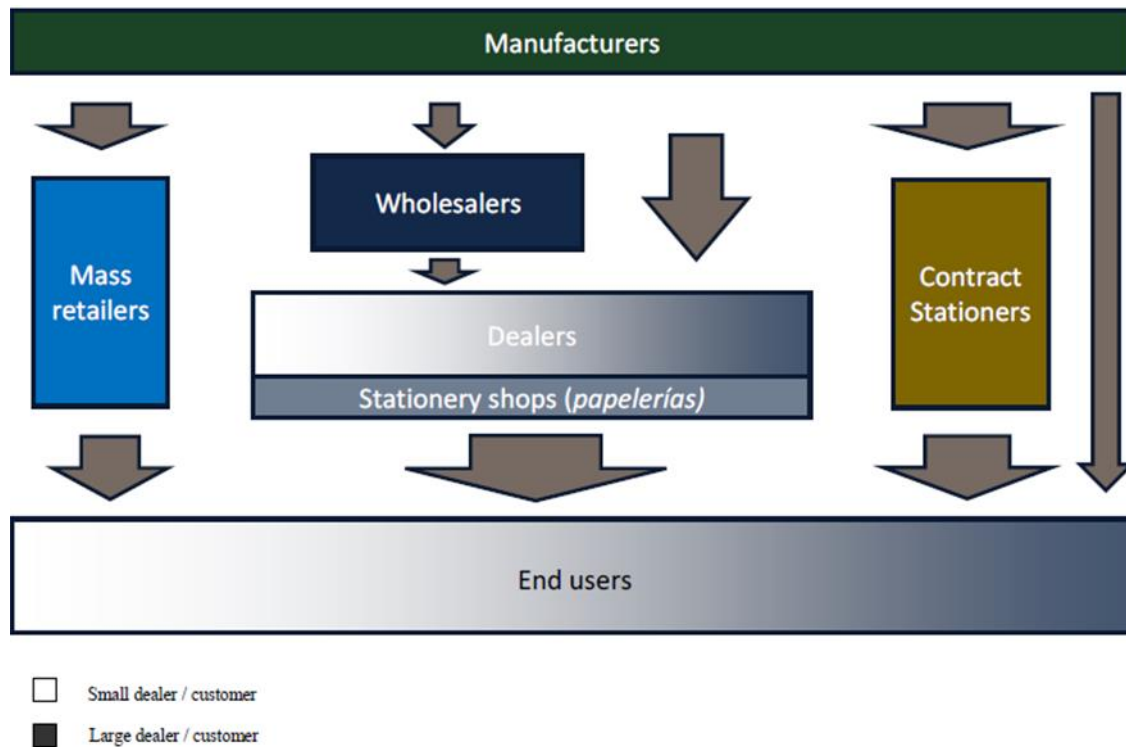 Manufacturers
Wholesalers
Mass
retailers
Contract
Stationers
Dealers
Stationery shops (papelerías)
End users
Small dealer / customer
Large dealer / customer